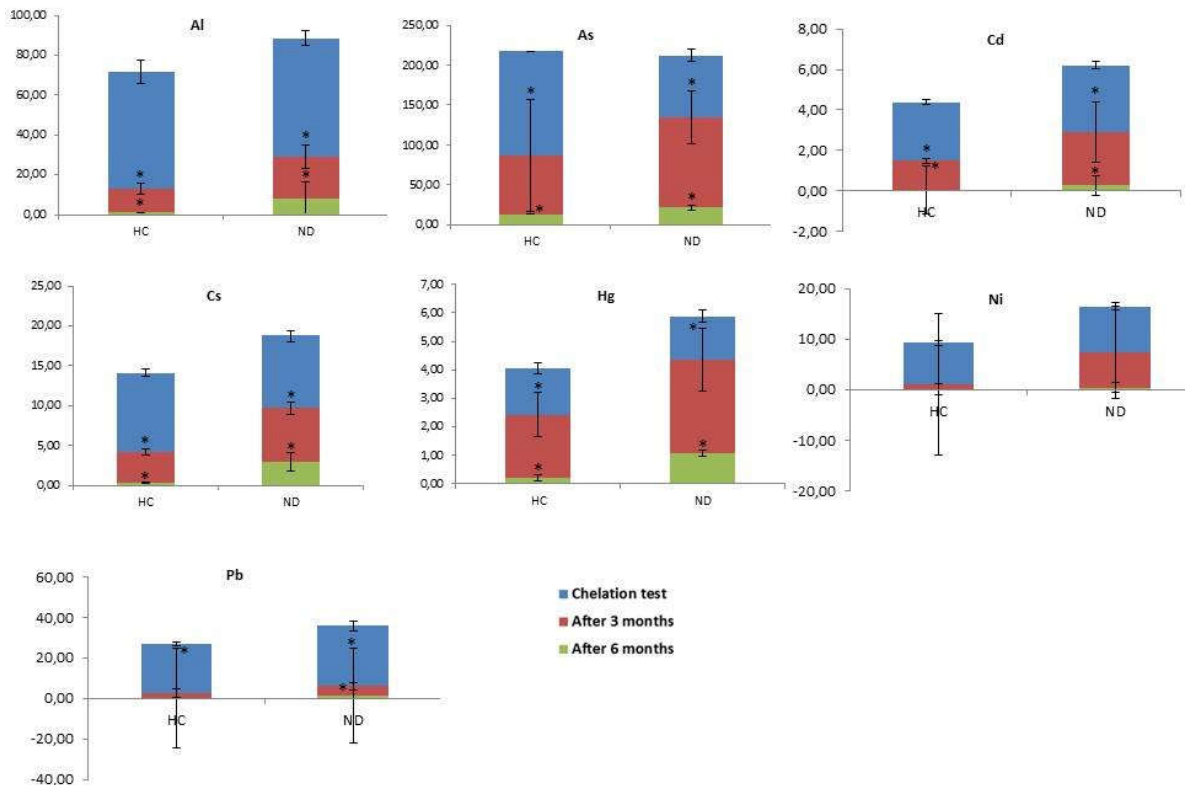 Al
100,00
80,00
60,00
40,00
20,00
0,00
*
*
*
*
HC
ND
As
250,00
200,00
150,00
100,00
50,00
0,00
*
*
*
*
HC
ND
Cd
8,00
6,00
4,00
2,00
0,00
-2,00
*
*
*
*
HC
ND
Cs
25,00
20,00
15,00
10,00
5,00
0,00
*
*
*
*
HC
ND
Hg
7,00
6,00
5,00
4,00
3,00
2,00
1,00
0,00
*
*
*
*
HC
ND
Ni
20,00
10,00
0,00
-10,00
-20,00
HC
ND
Pb
60,00
40,00
20,00
0,00
-20,00
-40,00
*
*
*
HC
ND
Chelation test
After 3 months
After 6 months